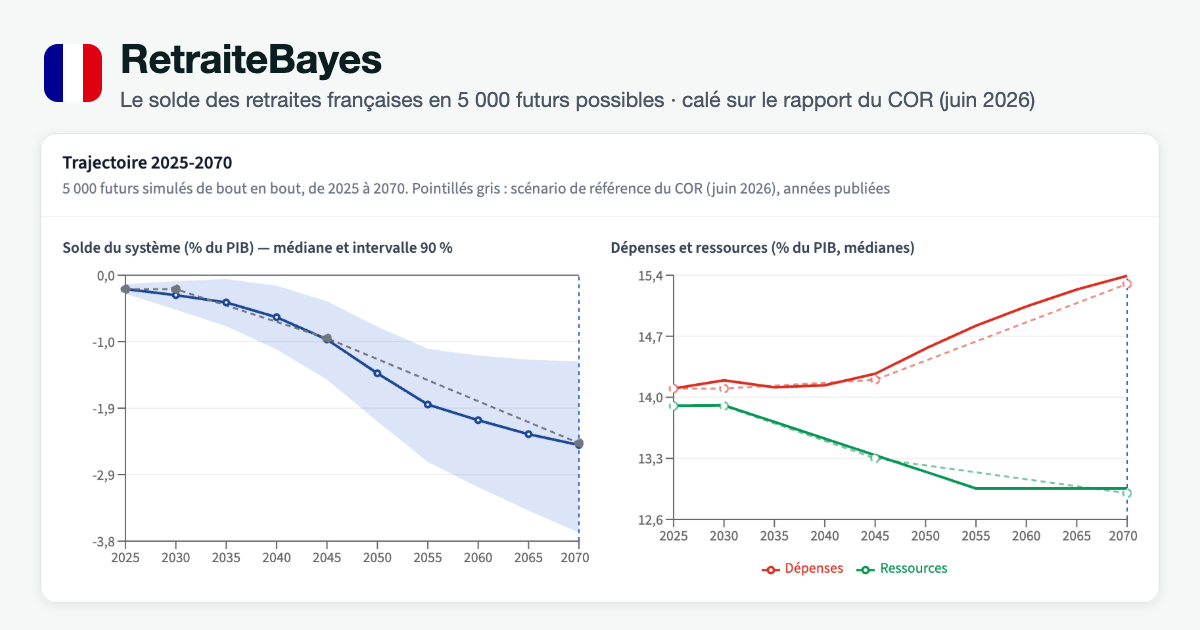 RetraiteBayes
Le solde des retraites françaises en 5 000 futurs possibles · calé sur le rapport du COR (juin 2026)
Trajectoire 2025-2070
5 000 futurs simulés de bout en bout, de 2025 à 2070. Pointillés gris : scénario de référence du COR (juin 2026), années publiées
Solde du système (% du PIB) — médiane et intervalle 90 %
0,0
-1,0
-1,9
-2,9
-3,8
2025 2030 2035 2040 2045 2050 2055 2060 2065 2070
Dépenses et ressources (% du PIB, médianes)
15,4
14,7
14,0
13,3
12,6
2025 2030 2035 2040 2045 2050 2055 2060 2065 2070
Dépenses Ressources